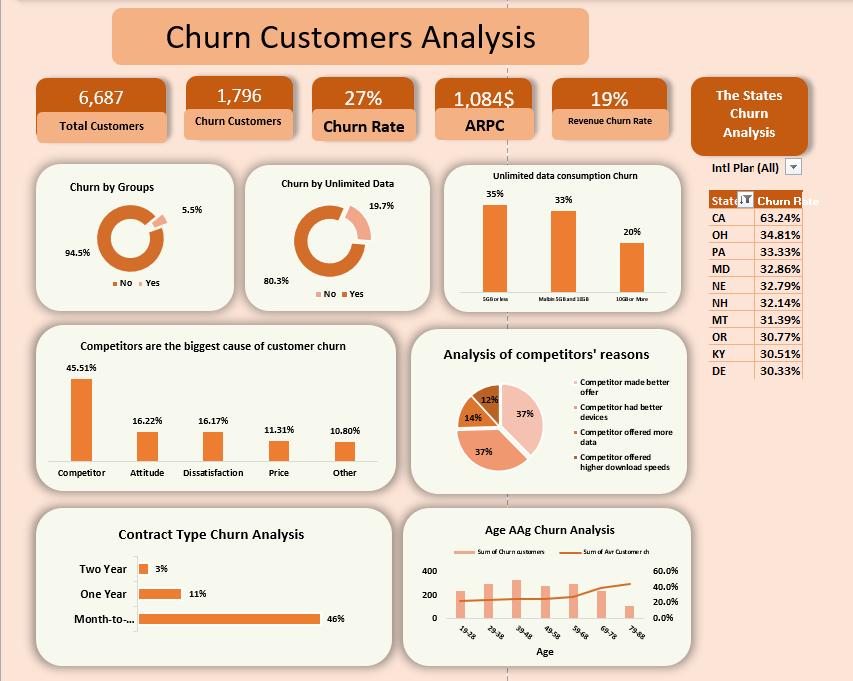 Churn Customers Analysis
6,687
Total Customers
1,796
Churn Customers
27%
Churn Rate
1,084$
ARPC
19%
Revenue Churn Rate
The States
Churn
Analysis
Intl Plan (All)
State Churn Rate
CA 63.24%
OH 34.81%
PA 33.33%
MD 32.86%
NE 32.79%
NH 32.14%
MT 31.39%
OR 30.77%
KY 30.51%
DE 30.33%
Churn by Groups
5.5%
94.5%
No Yes
Churn by Unlimited Data
19.7%
80.3%
No Yes
Unlimited data consumption Churn
35%
33%
20%
5GB or less
5GB and 10GB
10GB or More
Competitors are the biggest cause of customer churn
45.51%
16.22%
16.17%
11.31%
10.80%
Competitor
Attitude
Dissatisfaction
Price
Other
Analysis of competitors' reasons
12%
37%
14%
37%
Competitor made better
offer
Competitor had better
devices
Competitor offered more
data
Competitor offered
higher download speeds
Contract Type Churn Analysis
Two Year 3%
One Year 11%
Month-to-... 46%
Age AAg Churn Analysis
Sum of Churn customers
Sum of Avr Customer ch
400
200
0
60.0%
40.0%
20.0%
0.0%
19-28
29-38
39-48
49-58
59-68
69-78
79-88
Age